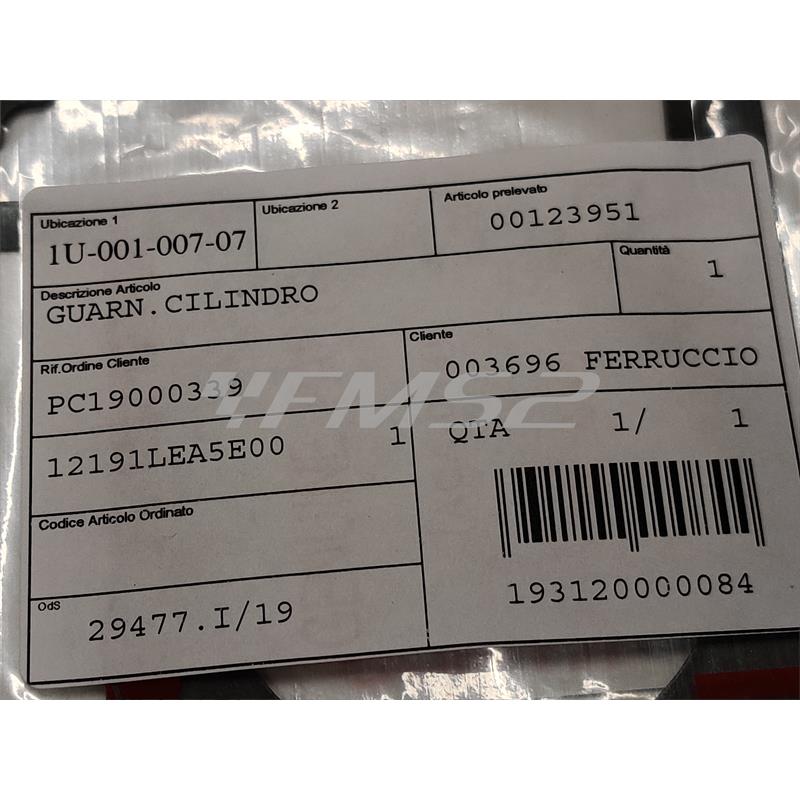 Ubicazione 1
1U-001-007-07
Ubicazione 2
Articolo prelevato
00123951
Descrizione Articolo
GUARN.CILINDRO
Quantità
1
Rif.Ordine Cliente
PC19000339
Cliente
003696 FERRUCCIO
12191LEA5E00 1
QTA 1/ 1
Codice Articolo Ordinato
193120000084
OdS
29477.I/19
YFMS2